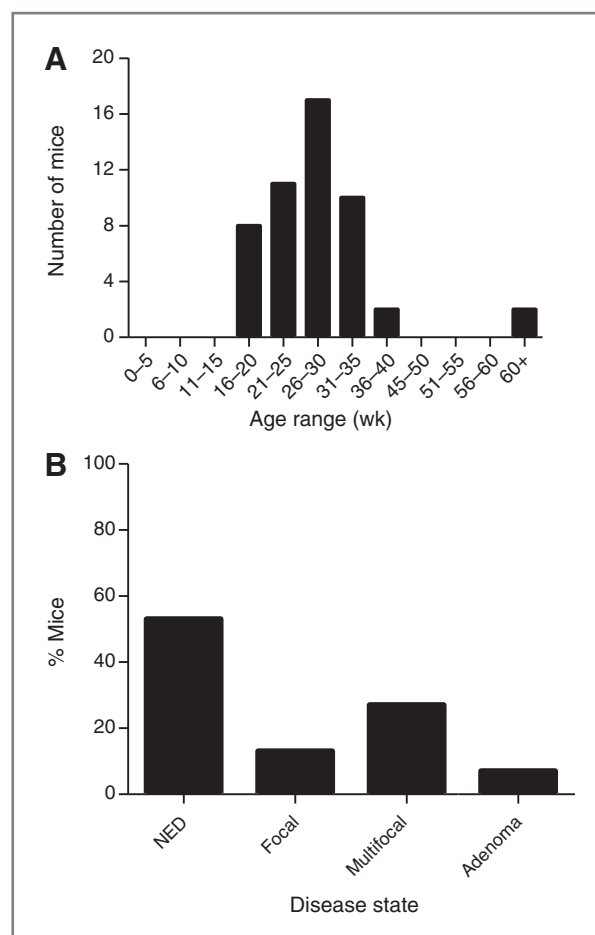 A
20
16
12
8
4
0
Number of mice
0–5
6–10
11–15
16–20
21–25
26–30
31–35
36–40
45–50
51–55
56–60
60+
Age range (wk)
B
100
80
60
40
20
0
% Mice
NED
Focal
Multifocal
Adenoma
Disease state